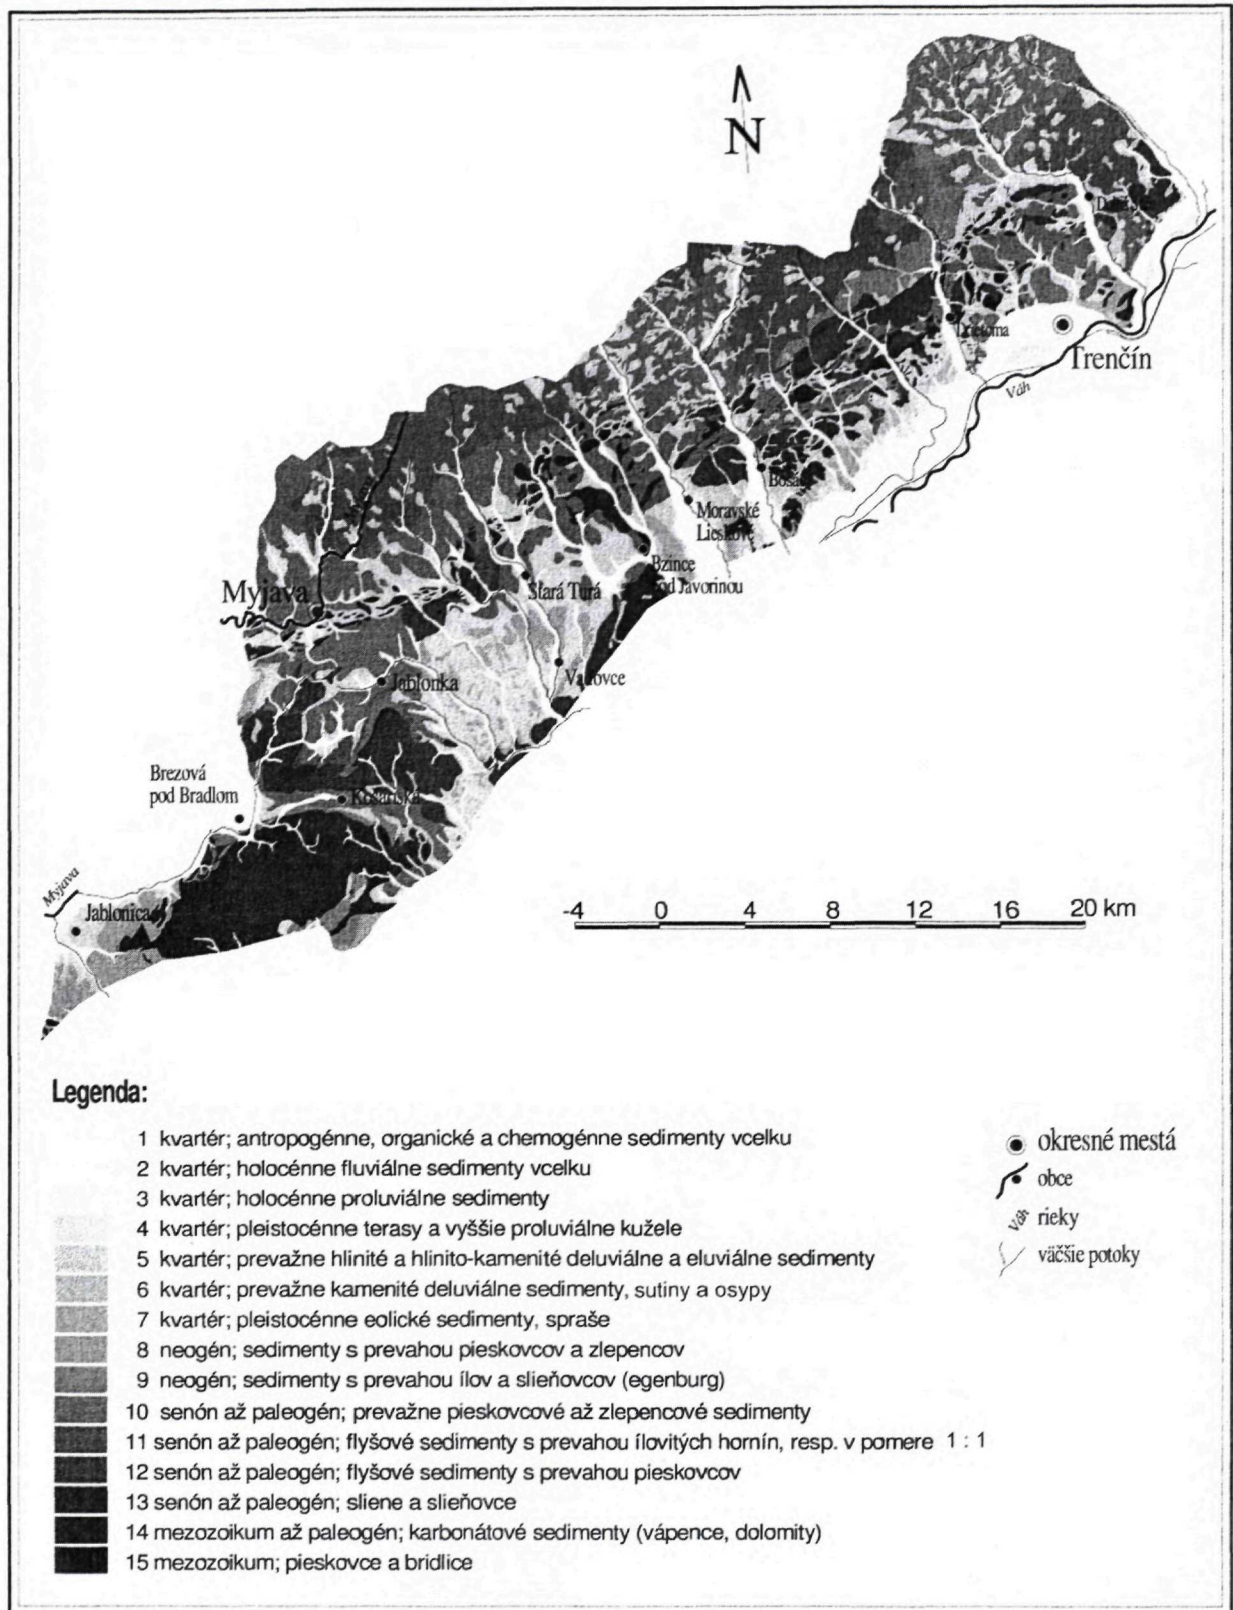 N
Trenčín
Drietoma
Váh
Bošáca
Moravské
Lieskové
Bzince
pod Javorinou
Stará Turá
Myjava
Myjava
Vaďovce
Jablonka
Brezová
pod Bradlom
Košariská
Myjava
Jablonica
-4 0 4 8 12 16 20 km
Legenda:
1 kvartér; antropogénne, organické a chemogénne sedimenty vcelku
2 kvartér; holocénne fluviálne sedimenty vcelku
3 kvartér; holocénne proluviálne sedimenty
4 kvartér; pleistocénne terasy a vyššie proluviálne kužele
5 kvartér; prevažne hlinité a hlinito-kamenité deluviálne a eluviálne sedimenty
6 kvartér; prevažne kamenité deluviálne sedimenty, sutiny a osypy
7 kvartér; pleistocénne eolické sedimenty, spraše
8 neogén; sedimenty s prevahou pieskovcov a zlepencov
9 neogén; sedimenty s prevahou ílov a slieňovcov (egenburg)
10 senón až paleogén; prevažne pieskovcové až zlepencové sedimenty
11 senón až paleogén; flyšové sedimenty s prevahou ílovitých hornín, resp. v pomere 1 : 1
12 senón až paleogén; flyšové sedimenty s prevahou pieskovcov
13 senón až paleogén; sliene a slieňovce
14 mezozoikum až paleogén; karbonátové sedimenty (vápence, dolomity)
15 mezozoikum; pieskovce a bridlice
okresné mestá
obce
Váh rieky
väčšie potoky